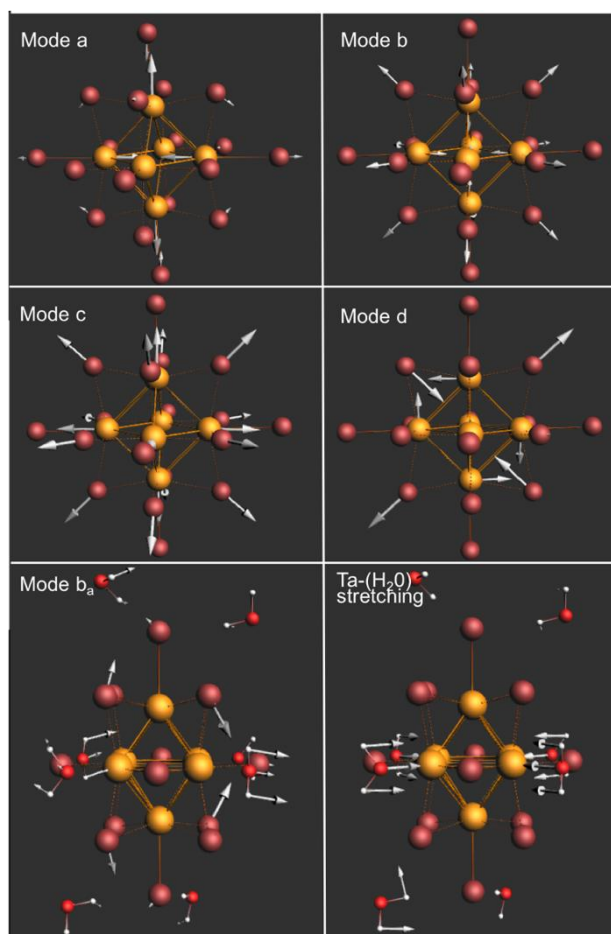 Mode a
Mode b
Mode c
Mode d
Mode bₐ
Ta-(H₂0)
stretching